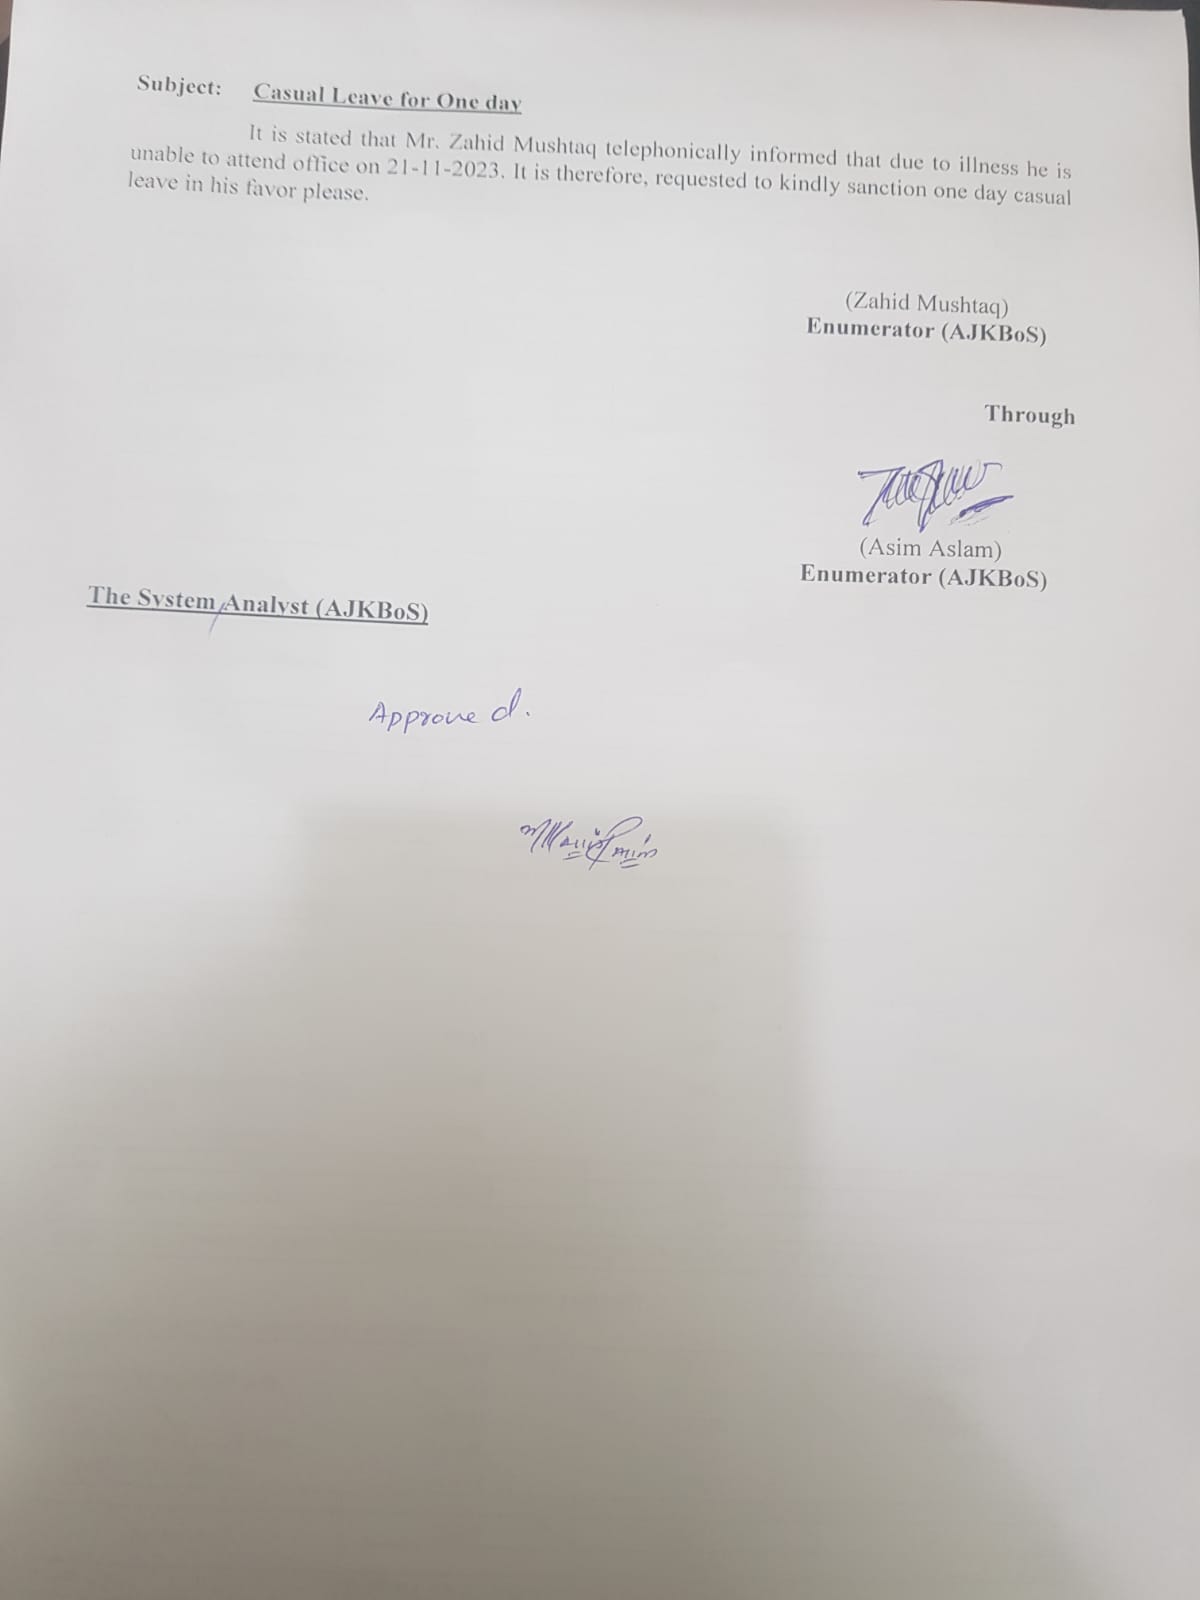 Subject: Casual Leave for One day
It is stated that Mr. Zahid Mushtaq telephonically informed that due to illness he is
unable to attend office on 21-11-2023. It is therefore, requested to kindly sanction one day casual
leave in his favor please.
(Zahid Mushtaq)
Enumerator (AJKBoS)
Through
(Asim Aslam)
Enumerator (AJKBoS)
The System Analyst (AJKBoS)
Approved.